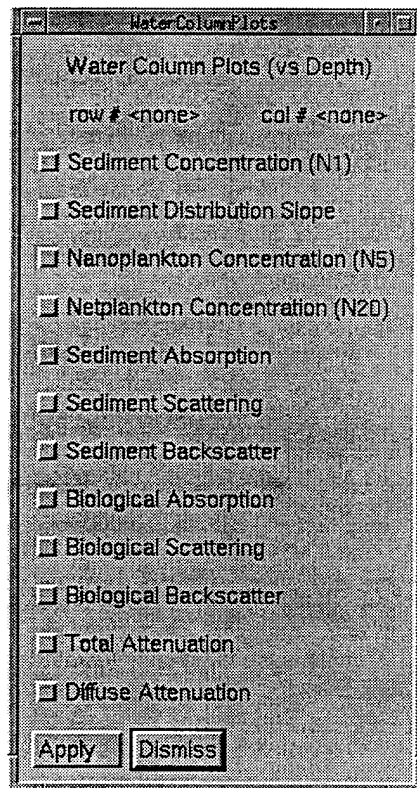 WaterColumnPlots
Water Column Plots (vs Depth)
row # <none> col # <none>
Sediment Concentration (N1)
Sediment Distribution Slope
Nanoplankton Concentration (N5)
Netplankton Concentration (N20)
Sediment Absorption
Sediment Scattering
Sediment Backscatter
Biological Absorption
Biological Scattering
Biological Backscatter
Total Attenuation
Diffuse Attenuation
Apply Dismiss